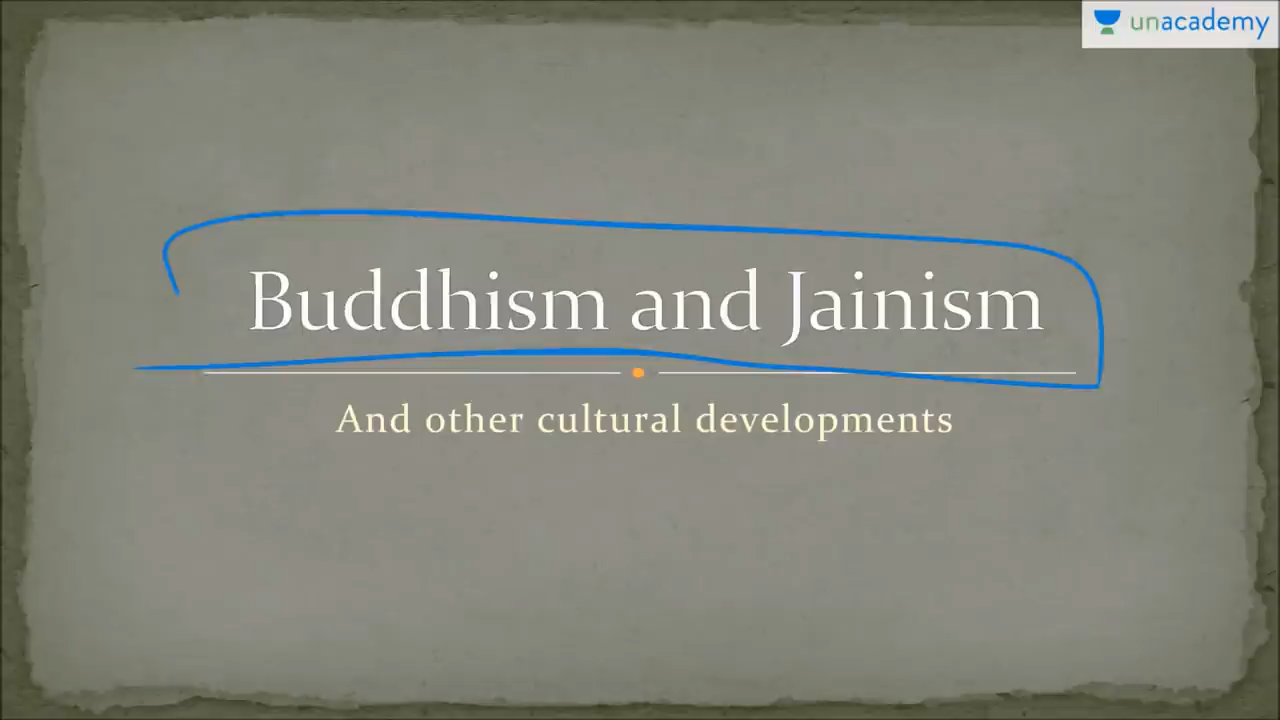 unacademy
Buddhism and Jainism
And other cultural developments